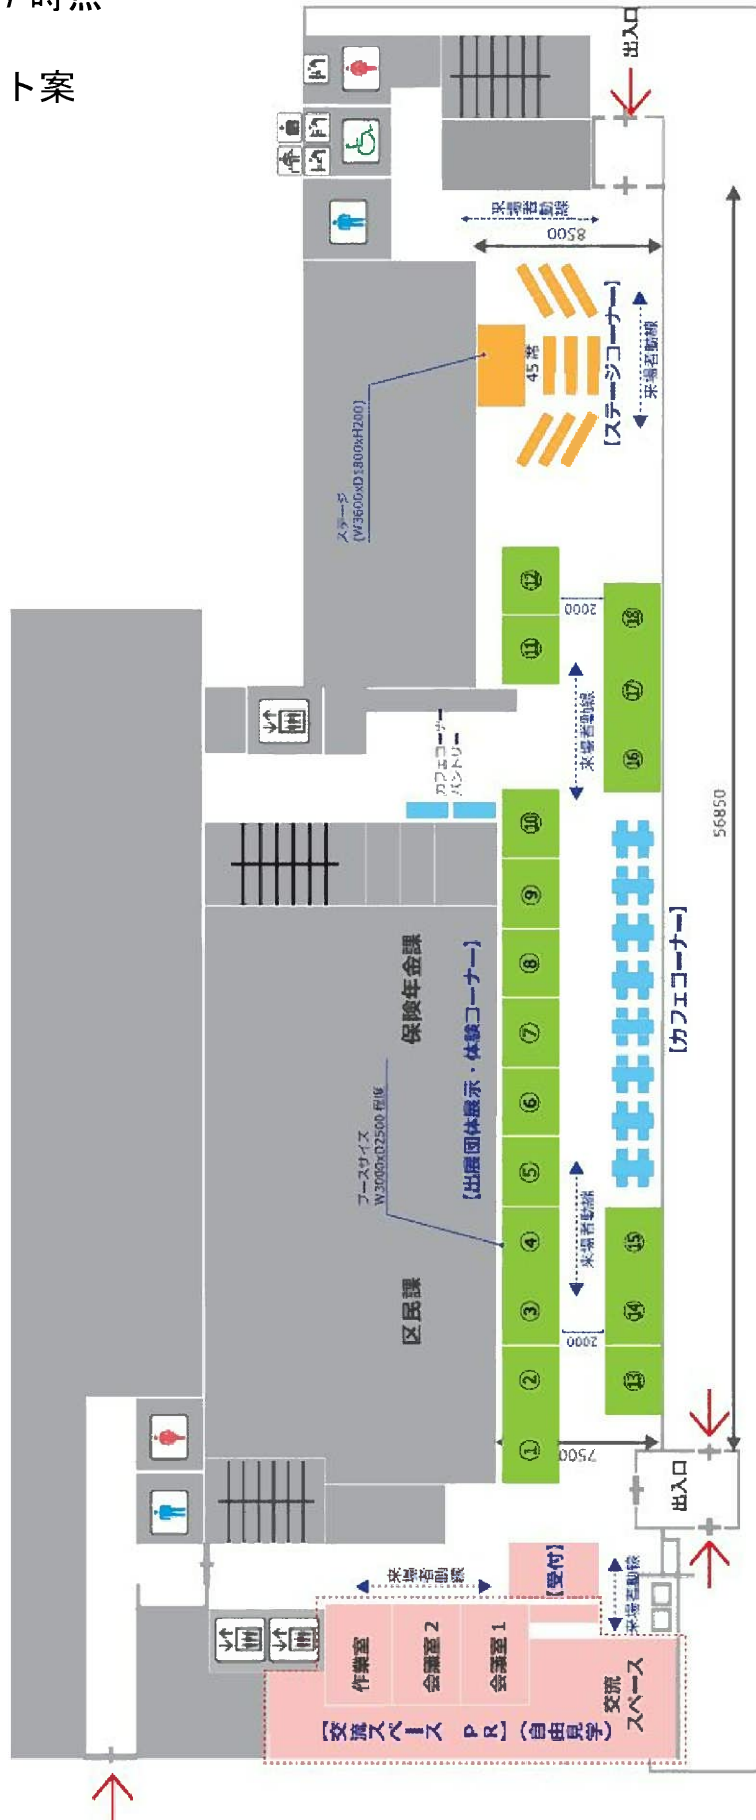 時点
ト案
出入口
来場者動線
8500
ステージ
(W3600xD1800xH200)
45 席
【ステージコーナー】
来場者動線
⑫
⑪
2000
⑱
⑰
⑯
来場者動線
カフェコーナー
パントリー
56850
⑩
⑨
⑧
⑦
⑥
⑤
④
③
②
①
保険年金課
【出展団体展示・体験コーナー】
【カフェコーナー】
ブースサイズ
W3000xD2500 程度
来場者動線
区民課
⑮
⑭
⑬
2000
7500
出入口
来場者動線
【受付】
来場者動線
作業室
会議室 2
会議室 1
交流
スペース
【交流スペース PR】(自由見学)